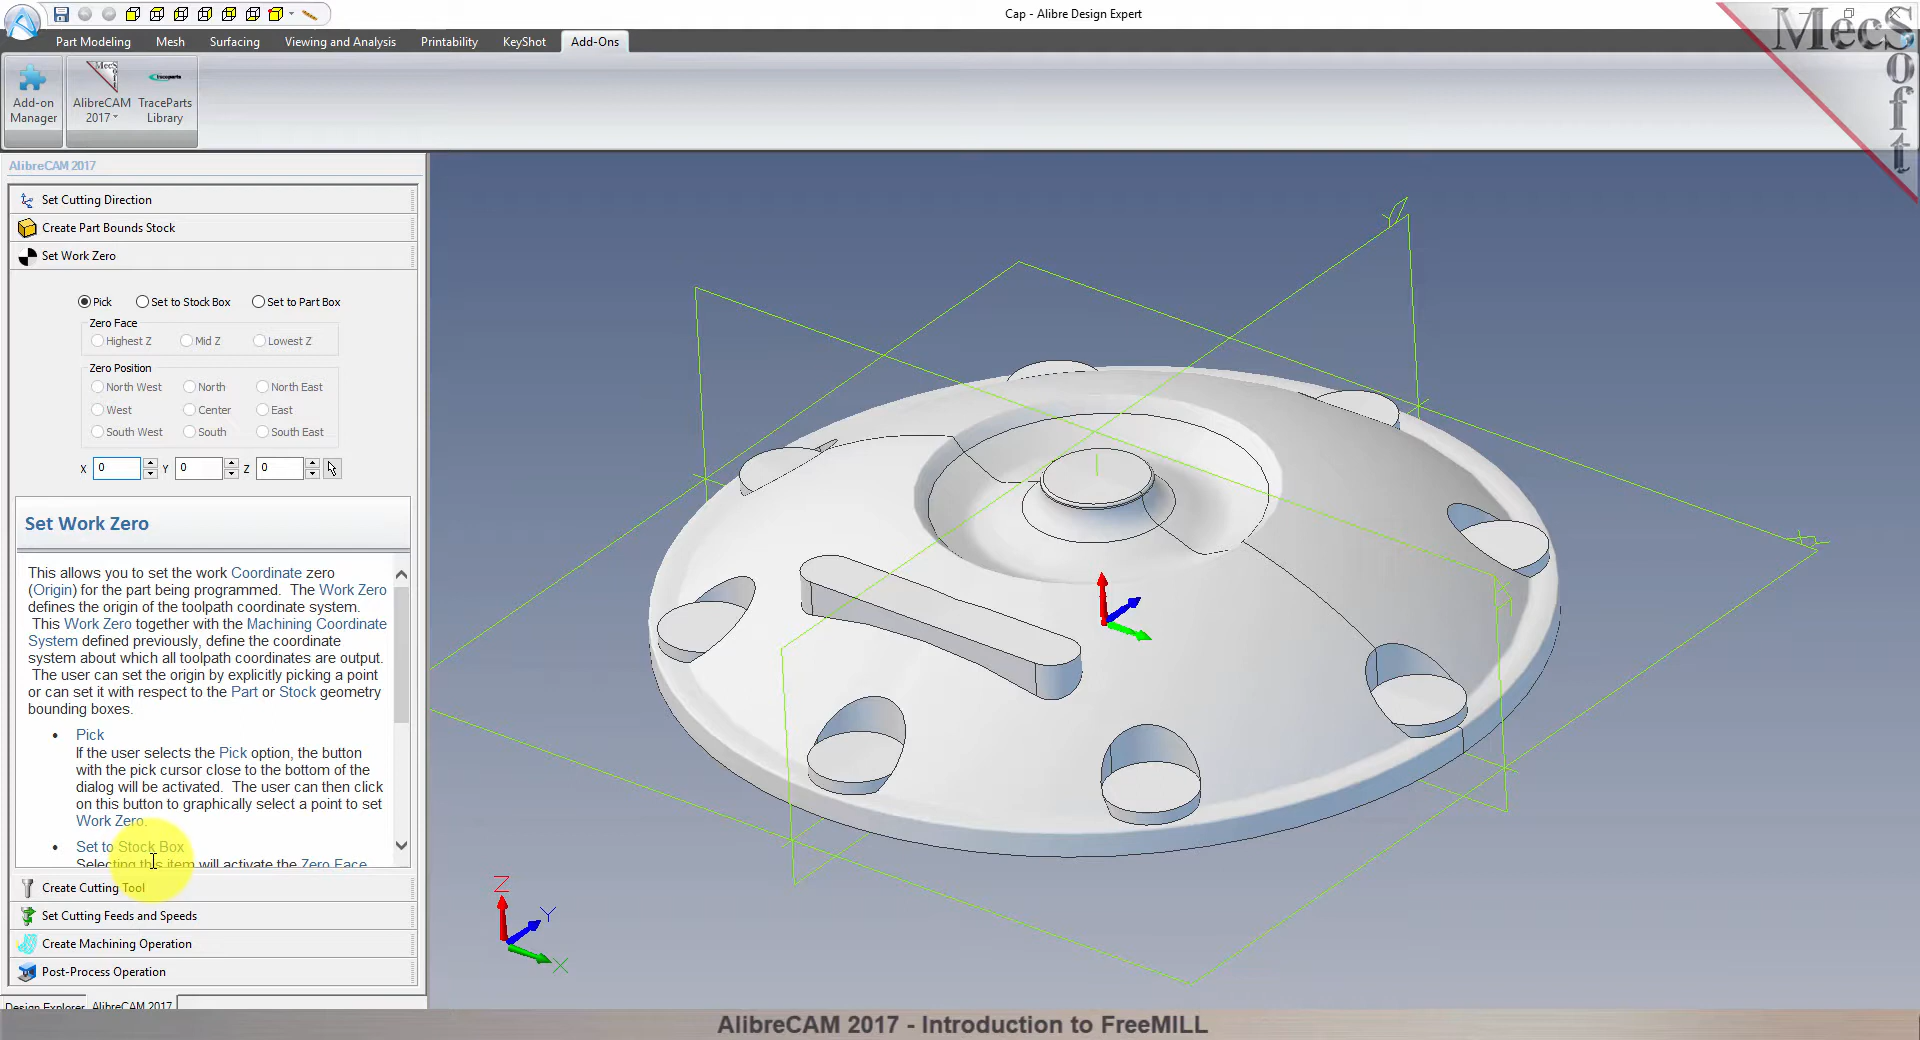 Cap - Alibre Design Expert
Part Modeling Mesh Surfacing Viewing and Analysis Printability KeyShot Add-Ons
Add-on Manager
AlibreCAM 2017
TraceParts Library
MecSoft
AlibreCAM 2017
Set Cutting Direction
Create Part Bounds Stock
Set Work Zero
Pick Set to Stock Box Set to Part Box
Zero Face
Highest Z Mid Z Lowest Z
Zero Position
North West North North East
West Center East
South West South South East
X 0 Y 0 Z 0
Set Work Zero
This allows you to set the work Coordinate zero
(Origin) for the part being programmed. The Work Zero
defines the origin of the toolpath coordinate system.
This Work Zero together with the Machining Coordinate
System defined previously, define the coordinate
system about which all toolpath coordinates are output.
The user can set the origin by explicitly picking a point
or can set it with respect to the Part or Stock geometry
bounding boxes.
• Pick
If the user selects the Pick option, the button
with the pick cursor close to the bottom of the
dialog will be activated. The user can then click
on this button to graphically select a point to set
Work Zero.
• Set to Stock Box
Selecting this item will activate the Zero Face
Create Cutting Tool
Set Cutting Feeds and Speeds
Create Machining Operation
Post-Process Operation
Design Explorer AlibreCAM 2017
Z
Y
X
AlibreCAM 2017 - Introduction to FreeMILL